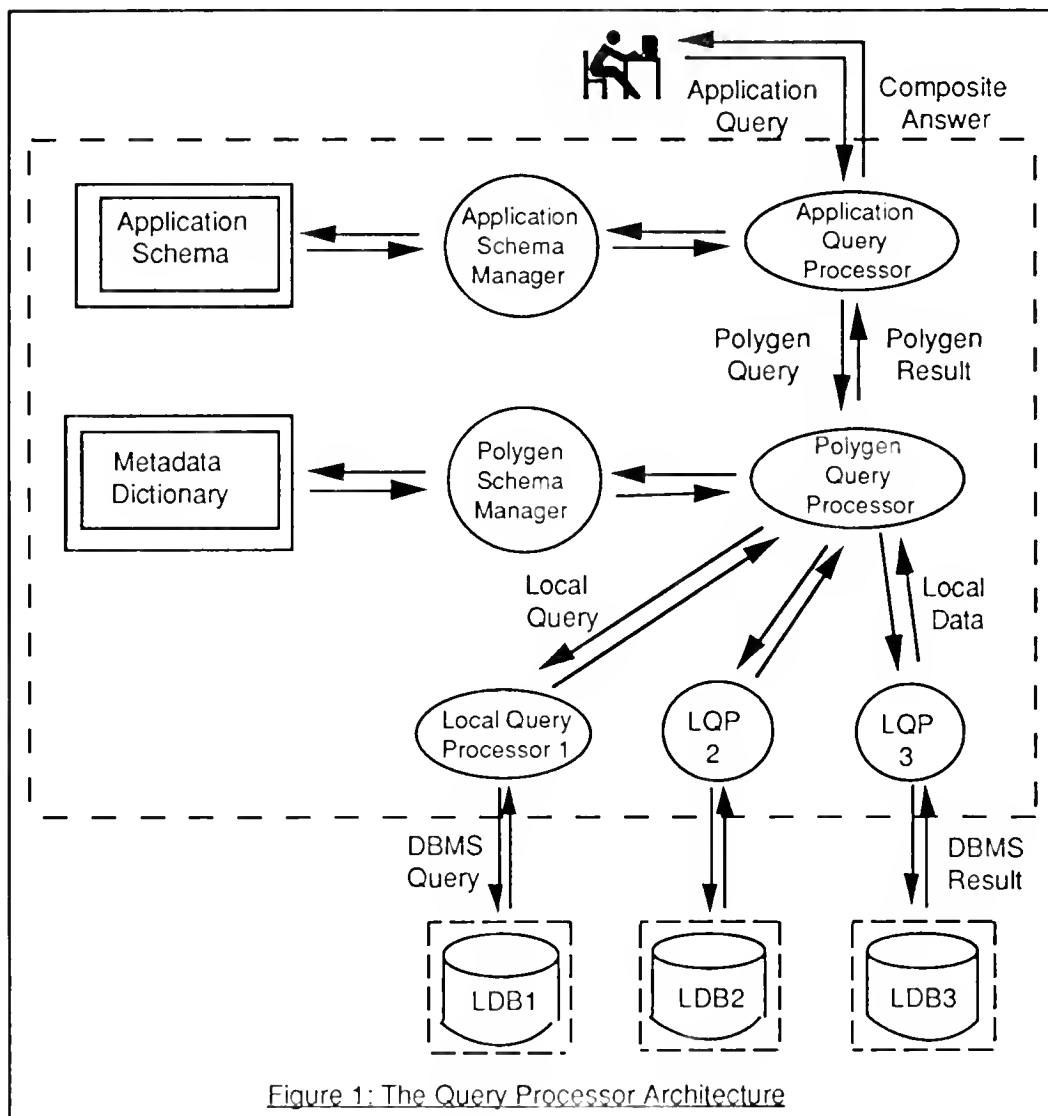 Application
Query
Composite
Answer
Application
Schema
Application
Schema
Manager
Application
Query
Processor
Polygen
Query
Polygen
Result
Metadada
Dictionary
Polygen
Schema
Manager
Polygen
Query
Processor
Local
Query
Local
Data
Local Query
Processor 1
LQP
2
LQP
3
DBMS
Query
DBMS
Result
LDB1
LDB2
LDB3
Figure 1: The Query Processor Architecture